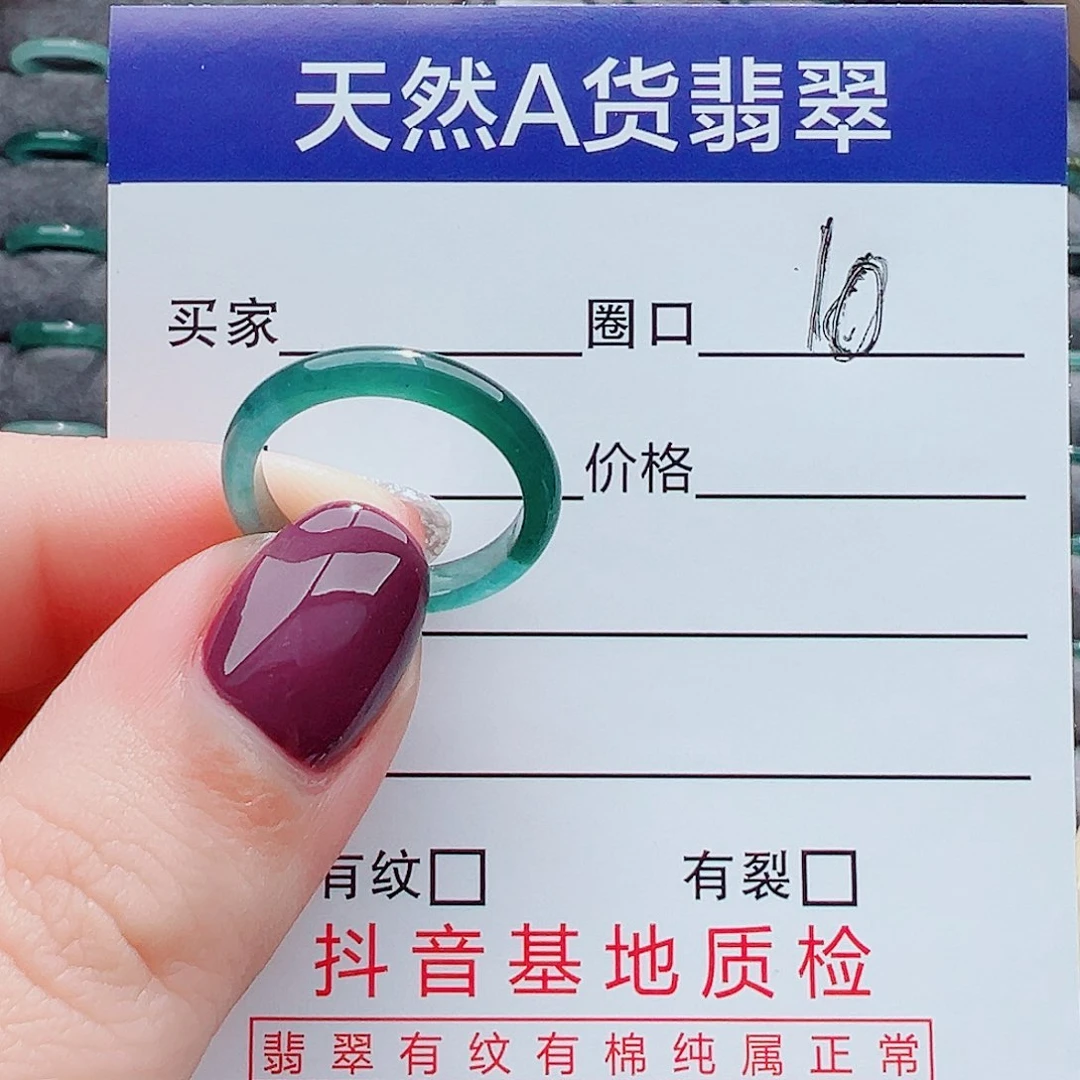 天然A货翡翠
买家 圈口 10
价格
有纹 有裂
抖音基地质检
翡翠有纹有棉纯属正常